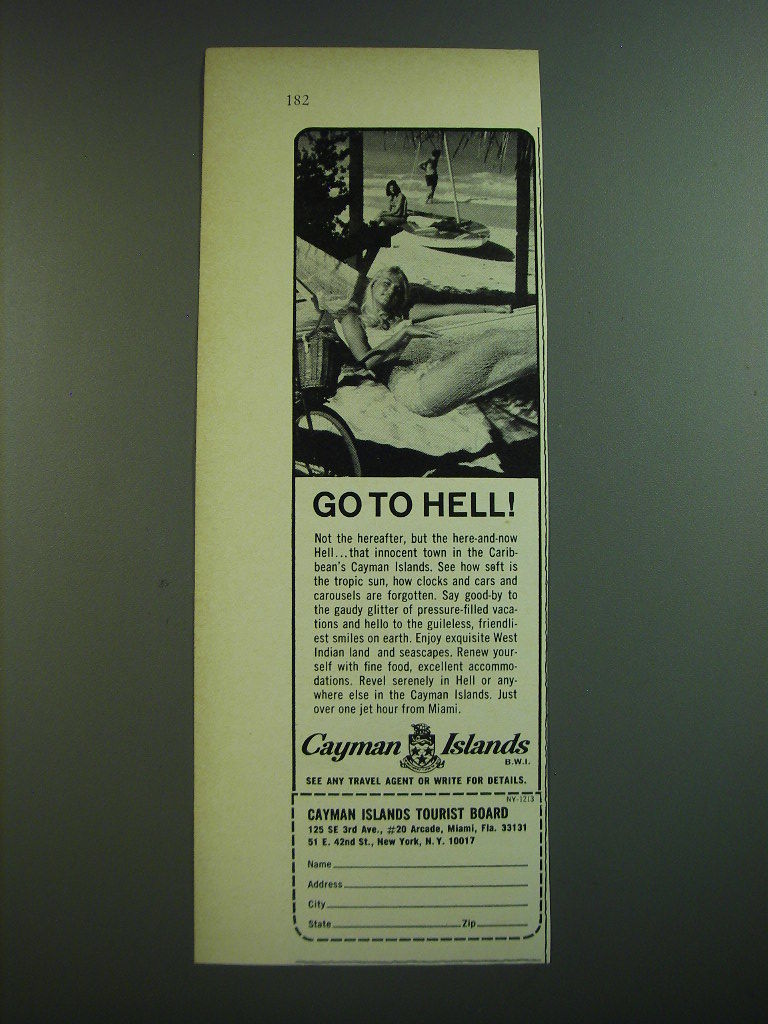 182
GO TO HELL!
Not the hereafter, but the here-and-now
Hell...that innocent town in the Carib-
bean's Cayman Islands. See how soft is
the tropic sun, how clocks and cars and
carousels are forgotten. Say good-by to
the gaudy glitter of pressure-filled vaca-
tions and hello to the guileless, friendli-
est smiles on earth. Enjoy exquisite West
Indian land and seascapes. Renew your-
self with fine food, excellent accommo-
dations. Revel serenely in Hell or any-
where else in the Cayman Islands. Just
over one jet hour from Miami.
Cayman Islands
B.W.I.
SEE ANY TRAVEL AGENT OR WRITE FOR DETAILS.
NY-1213
CAYMAN ISLANDS TOURIST BOARD
125 SE 3rd Ave., #20 Arcade, Miami, Fla. 33131
51 E. 42nd St., New York, N.Y. 10017
Name
Address
City
State Zip